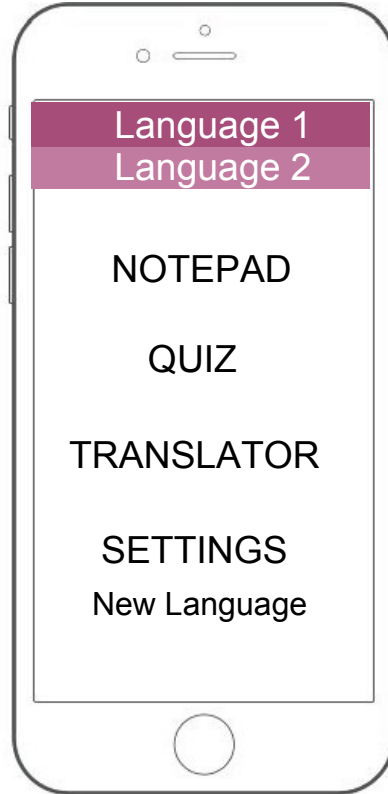 Language 1
Language 2
NOTEPAD
QUIZ
TRANSLATOR
SETTINGS
New Language